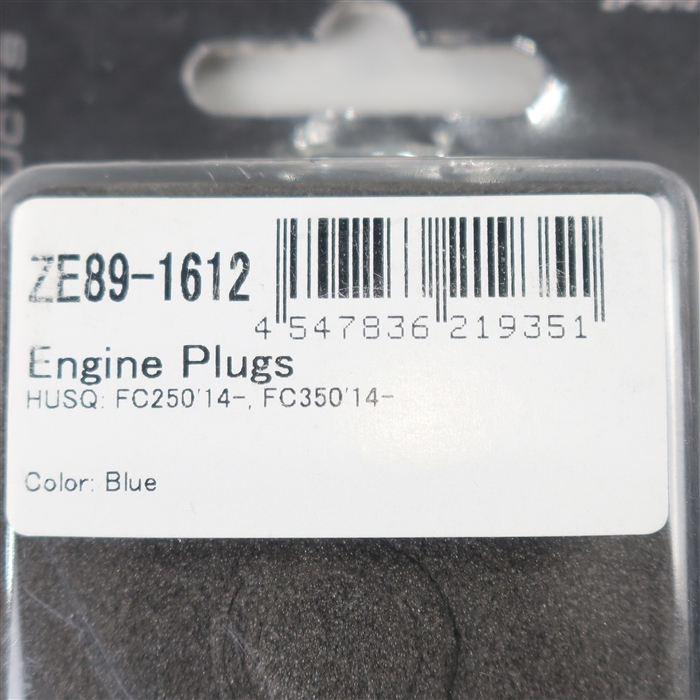 ZE89-1612
4 547836 219351
Engine Plugs
HUSQ: FC250'14-, FC350'14-
Color: Blue